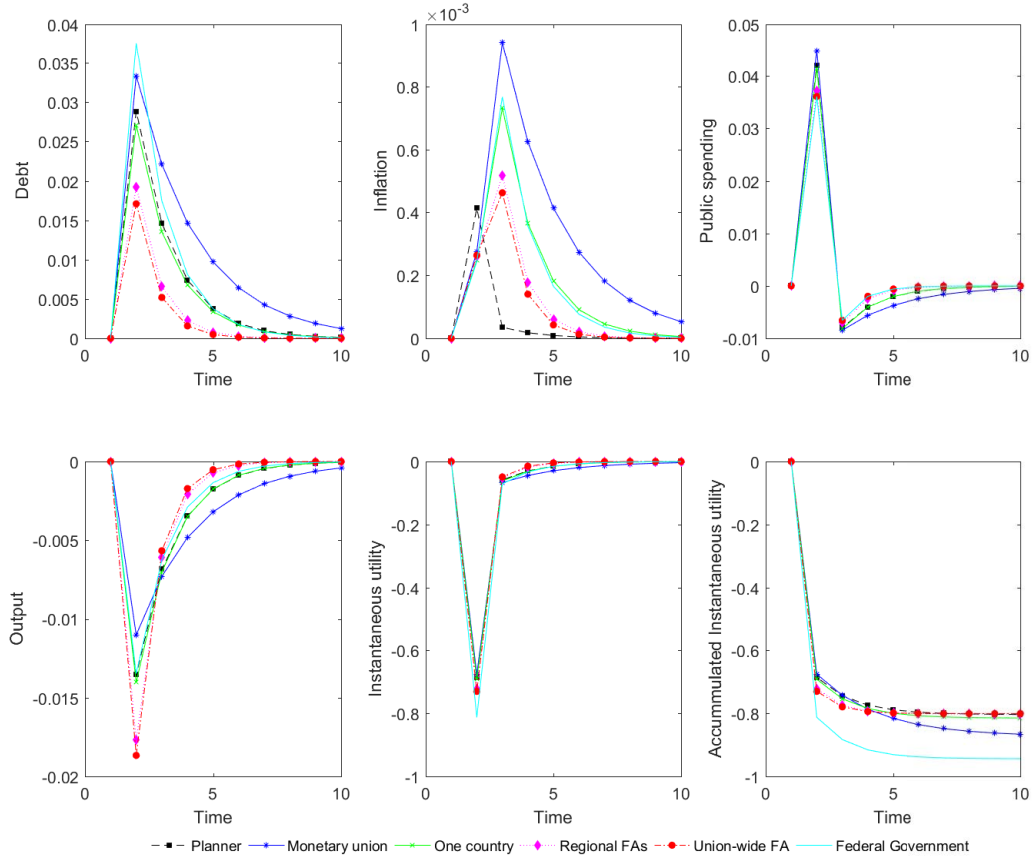 0.04
0.035
0.03
0.025
0.02
0.015
0.01
0.005
0
Debt
0 5 10
Time
×10⁻³
1
0.8
0.6
0.4
0.2
0
Inflation
0 5 10
Time
0.05
0.04
0.03
0.02
0.01
0
-0.01
Public spending
0 5 10
Time
0
-0.005
-0.01
-0.015
-0.02
Output
0 5 10
Time
0
-0.2
-0.4
-0.6
-0.8
-1
Instantaneous utility
0 5 10
Time
0
-0.2
-0.4
-0.6
-0.8
-1
Accummulated Instantaneous utility
0 5 10
Time
Planner Monetary union One country Regional FAs Union-wide FA Federal Government